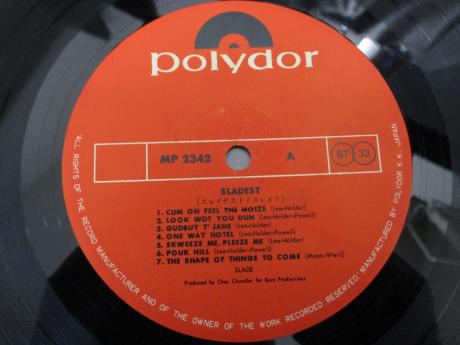 polydor
MP 2342
A
ST 33
SLADEST
(スレイデスト/スレイド)
1. CUM ON FEEL THE NOIZE (Lea-Holder)
2. LOOK WOT YOU DUN (Lea-Holder-Powell)
3. GUDBUY T' JANE (Lea-Holder)
4. ONE WAY HOTEL (Lea-Holder-Powell)
5. SKWEEZE ME, PLEEZE ME (Lea-Holder)
6. POUK HILL (Lea-Holder-Powell)
7. THE SHAPE OF THINGS TO COME (Mann-Weill)
SLADE
Produced by Chas Chandler for Barn Productions
ALL RIGHTS OF THE RECORD MANUFACTURER AND OF THE OWNER OF THE WORK RECORDED RESERVED. MANUFACTURED BY POLYDOR K.K. JAPAN